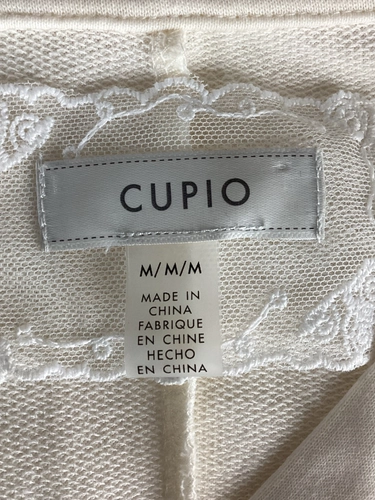 CUPIO
M/M/M
MADE IN
CHINA
FABRIQUE
EN CHINE
HECHO
EN CHINA